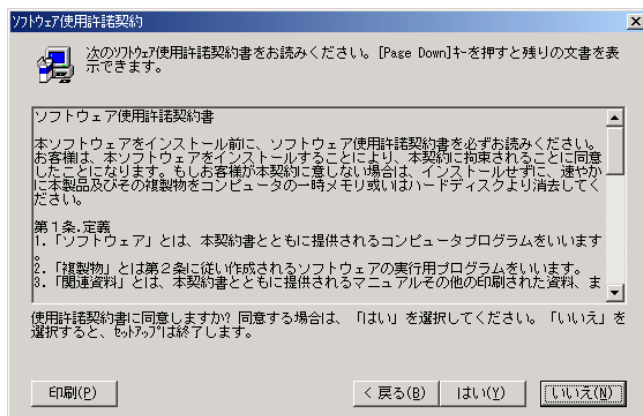 ソフトウェア使用許諾契約
次のソフトウェア使用許諾契約書をお読みください。[Page Down]キーを押すと残りの文書を表
示できます。
ソフトウェア使用許諾契約書
本ソフトウェアをインストール前に、ソフトウェア使用許諾契約書を必ずお読みください。
お客様は、本ソフトウェアをインストールすることにより、本契約に拘束されることに同意
したことになります。もしお客様が本契約に意しない場合は、インストールせずに、速やか
に本製品及びその複製物をコンピュータの一時メモリ或いはハードディスクより消去してく
ださい。
第1条.定義
1.「ソフトウェア」とは、本契約書とともに提供されるコンピュータプログラムをいいます
。
2.「複製物」とは第2条に従い作成されるソフトウェアの実行用プログラムをいいます。
3.「関連資料」とは、本契約書とともに提供されるマニュアルその他の印刷された資料、ま
使用許諾契約書に同意しますか? 同意する場合は、「はい」を選択してください。「いいえ」を
選択すると、セットアップは終了します。
印刷(P) < 戻る(B) はい(Y) いいえ(N)